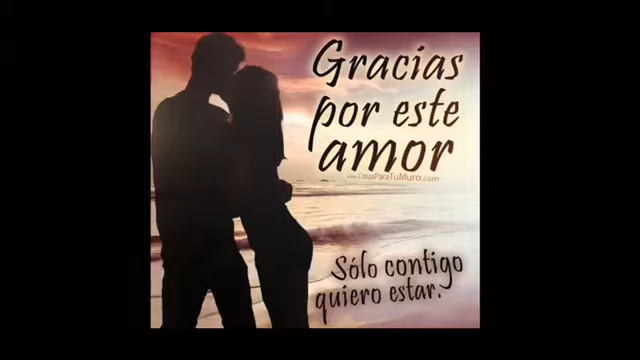 Gracias
por este
amor
www.CosasParaTuMuro.com
Sólo contigo
quiero estar.